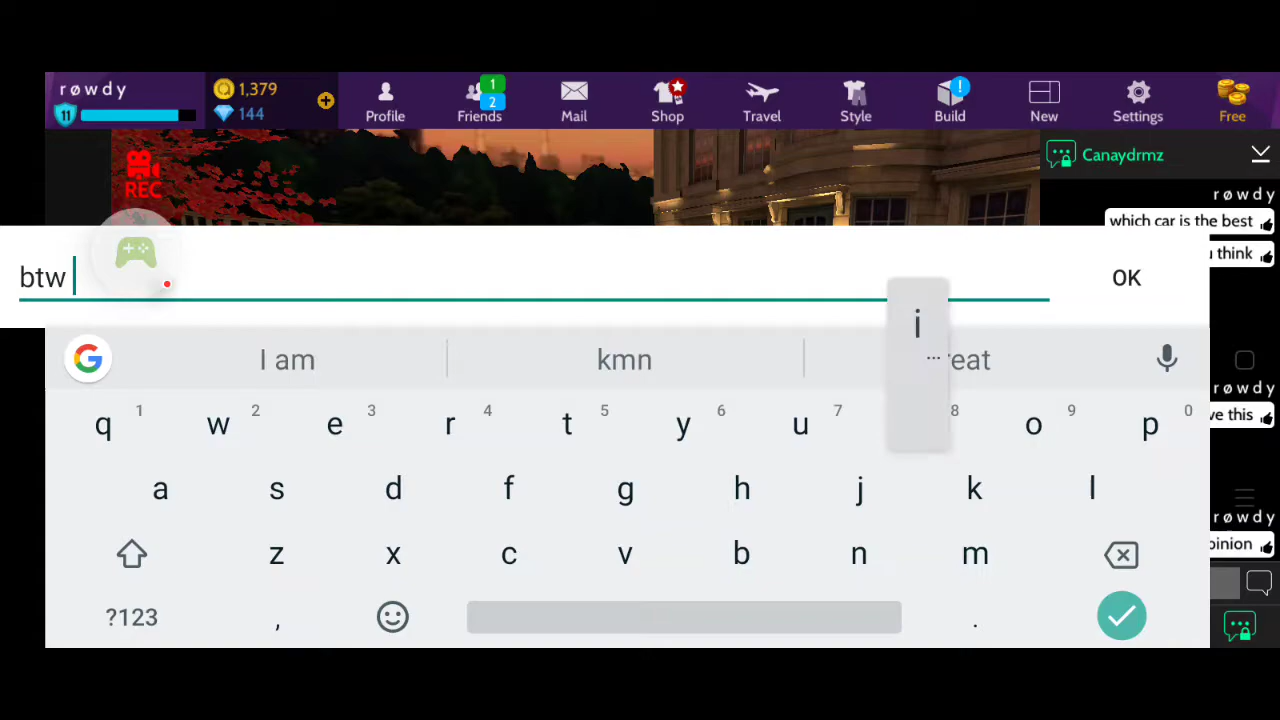 røwdy
11
1,379
144
Profile
1
2
Friends
Mail
Shop
Travel
Style
!
Build
New
Settings
Free
REC
Canaydrmz
røwdy
which car is the best
think
btw
OK
røwdy
this
røwdy
G
I am
kmn
i
...
eat
q 1 w 2 e 3 r 4 t 5 y 6 u 7 8 o 9 p 0
a s d f g h j k l
z x c v b n m
?123 , .